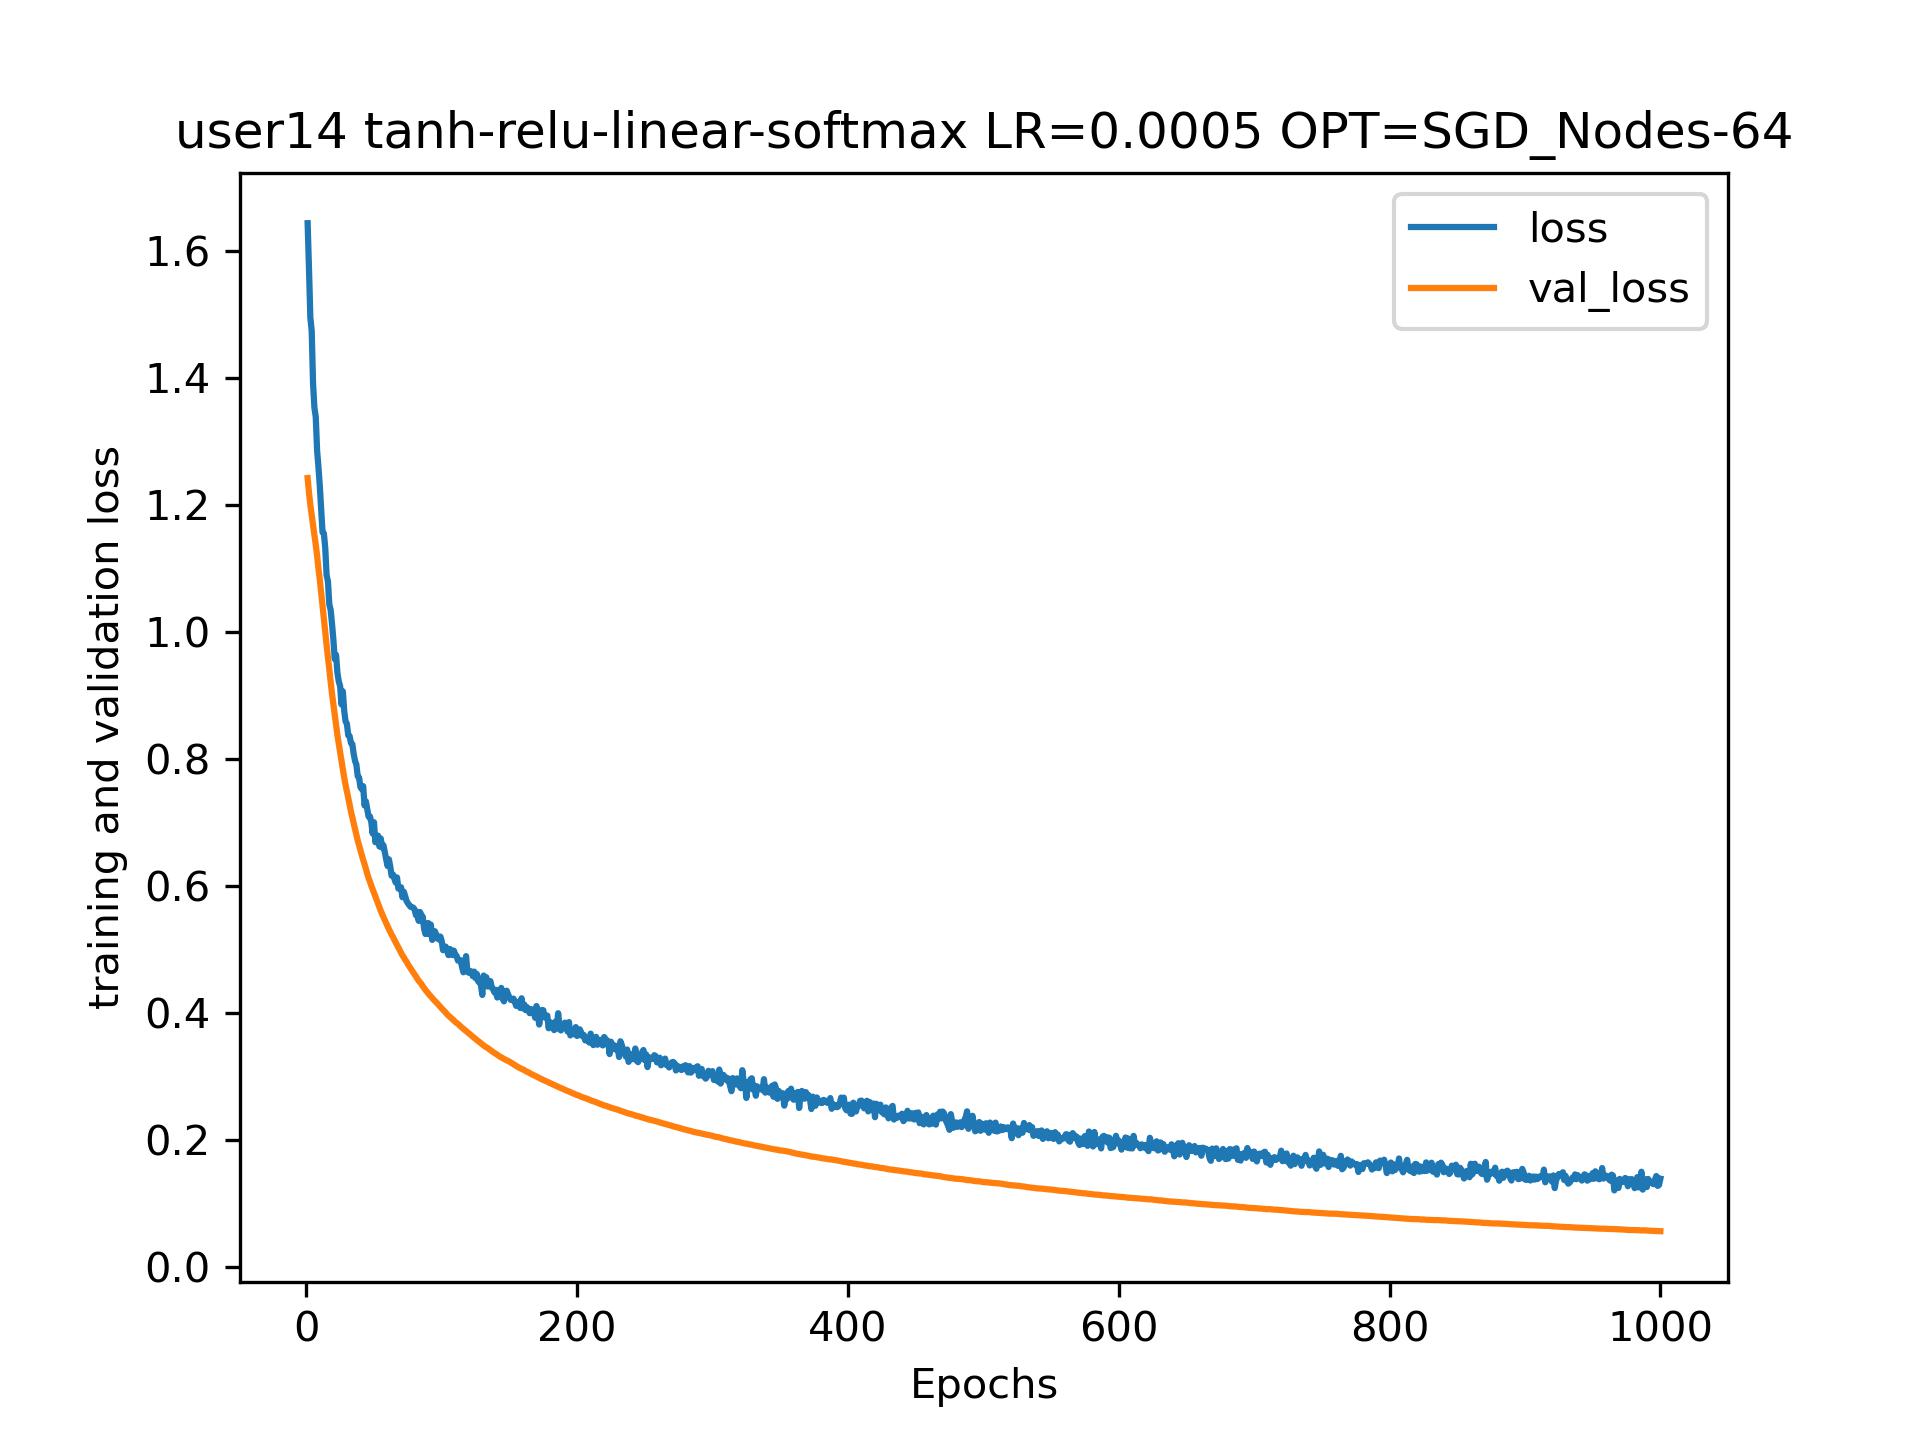 user14 tanh-relu-linear-softmax LR=0.0005 OPT=SGD_Nodes-64
loss
val_loss
training and validation loss
1.6
1.4
1.2
1.0
0.8
0.6
0.4
0.2
0.0
0 200 400 600 800 1000
Epochs